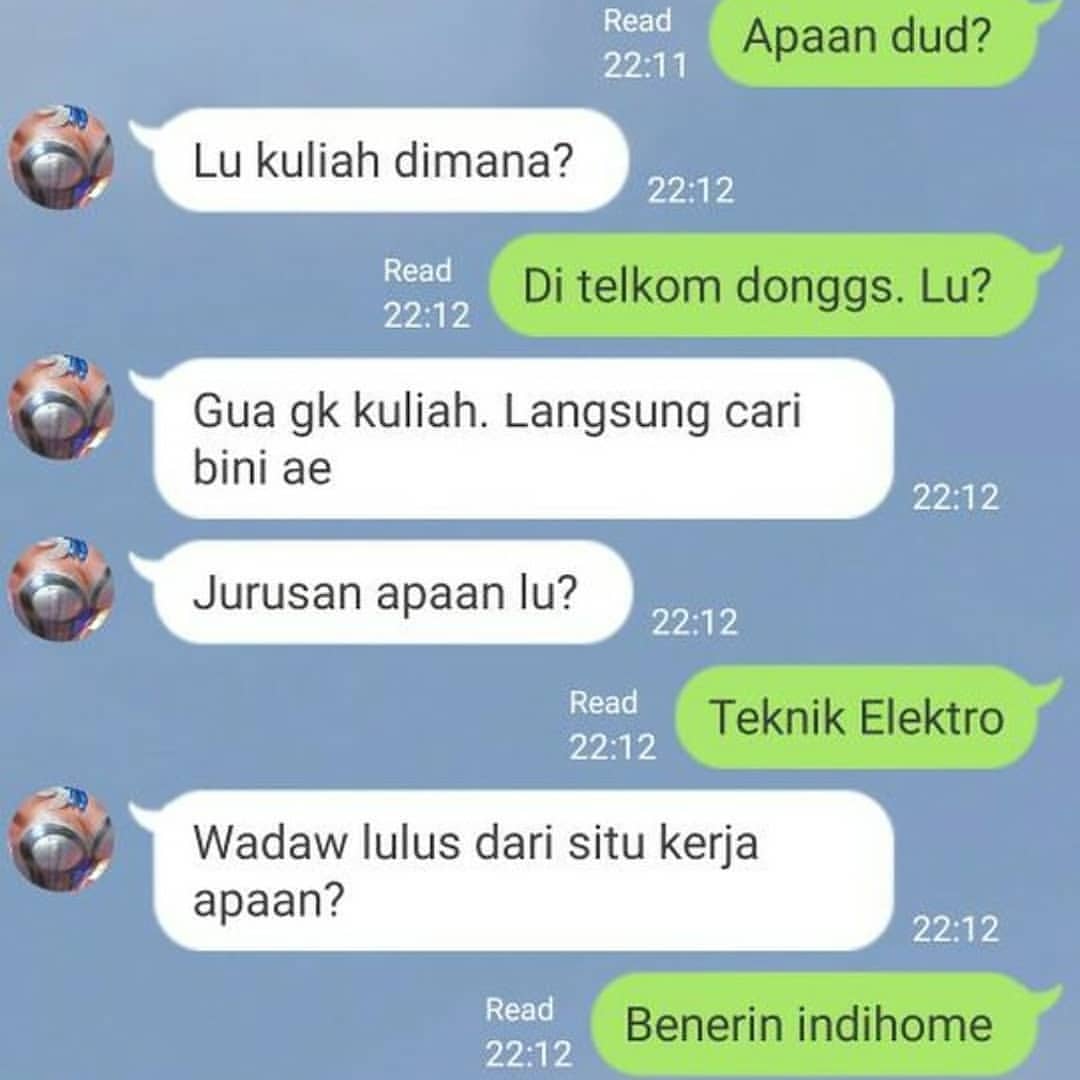 Read
22:11
Apaan dud?
Lu kuliah dimana?
22:12
Read
22:12
Di telkom donggs. Lu?
Gua gk kuliah. Langsung cari
bini ae
22:12
Jurusan apaan lu?
22:12
Read
22:12
Teknik Elektro
Wadaw lulus dari situ kerja
apaan?
22:12
Read
22:12
Benerin indihome